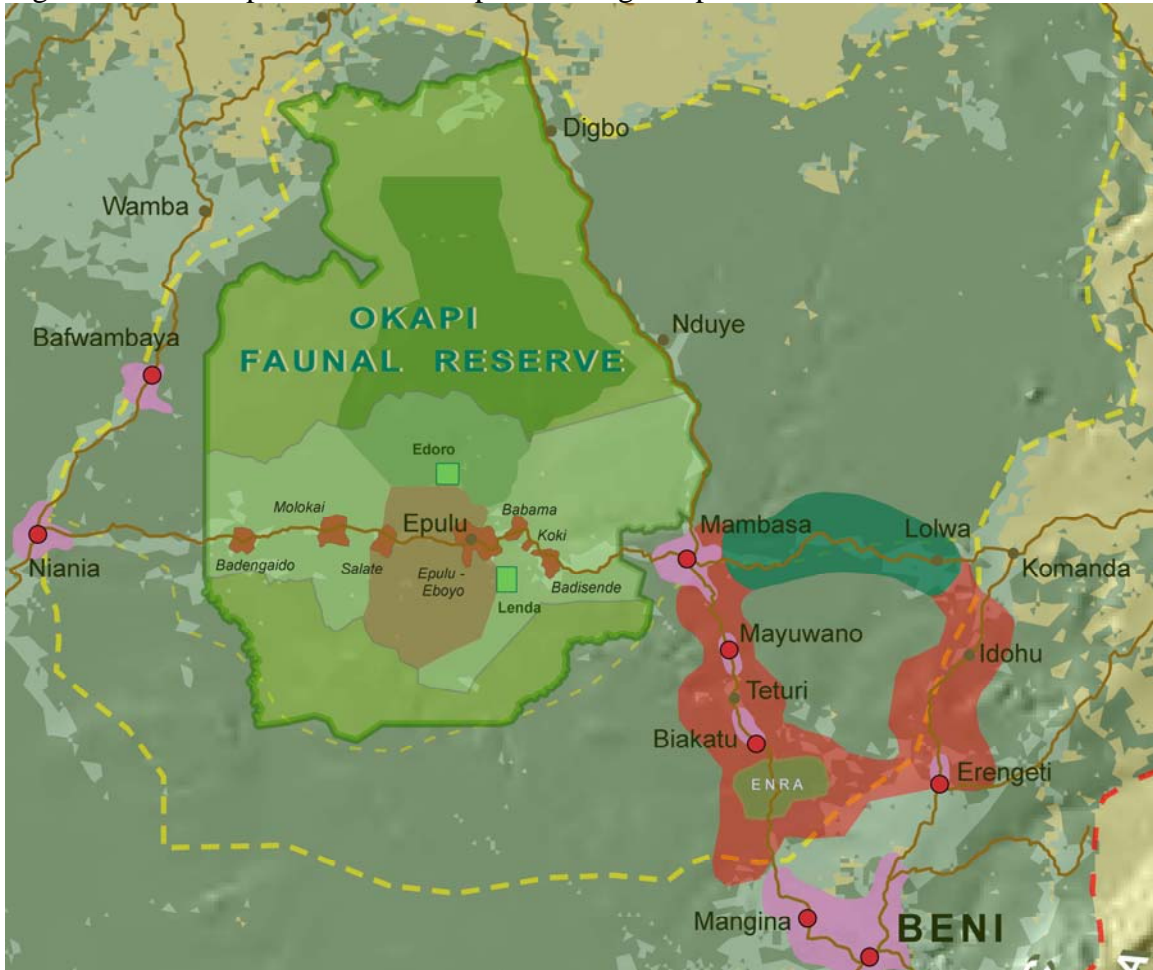 Digbo
Wamba
OKAPI
FAUNAL RESERVE
Nduye
Bafwambaya
Edoro
Molokai
Babama
Epulu
Koki
Mambasa
Lolwa
Niania
Badengaido
Salate
Epulu -
Eboyo
Badisende
Lenda
Komanda
Mayuwano
Idohu
Teturi
Biakatu
ENRA
Erengeti
Mangina
BENI